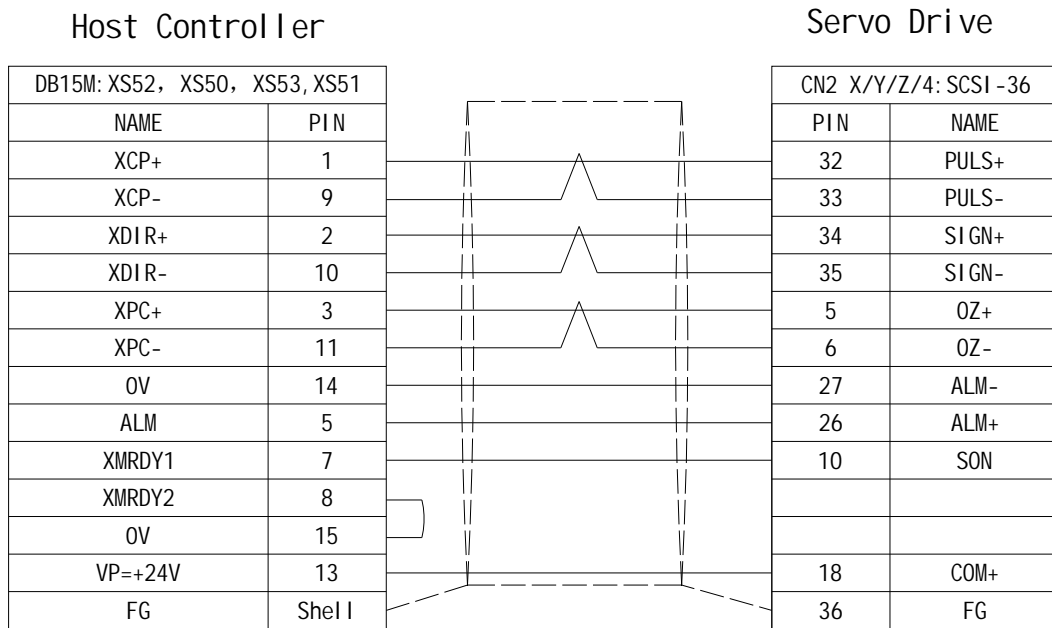 Host Controller Servo Drive
DB15M:XS52，XS50，XS53,XS51 CN2 X/Y/Z/4:SCSI-36
NAME PIN PIN NAME
XCP+ 1 32 PULS+
XCP- 9 33 PULS-
XDIR+ 2 34 SIGN+
XDIR- 10 35 SIGN-
XPC+ 3 5 OZ+
XPC- 11 6 OZ-
0V 14 27 ALM-
ALM 5 26 ALM+
XMRDY1 7 10 SON
XMRDY2 8
0V 15
VP=+24V 13 18 COM+
FG Shell 36 FG